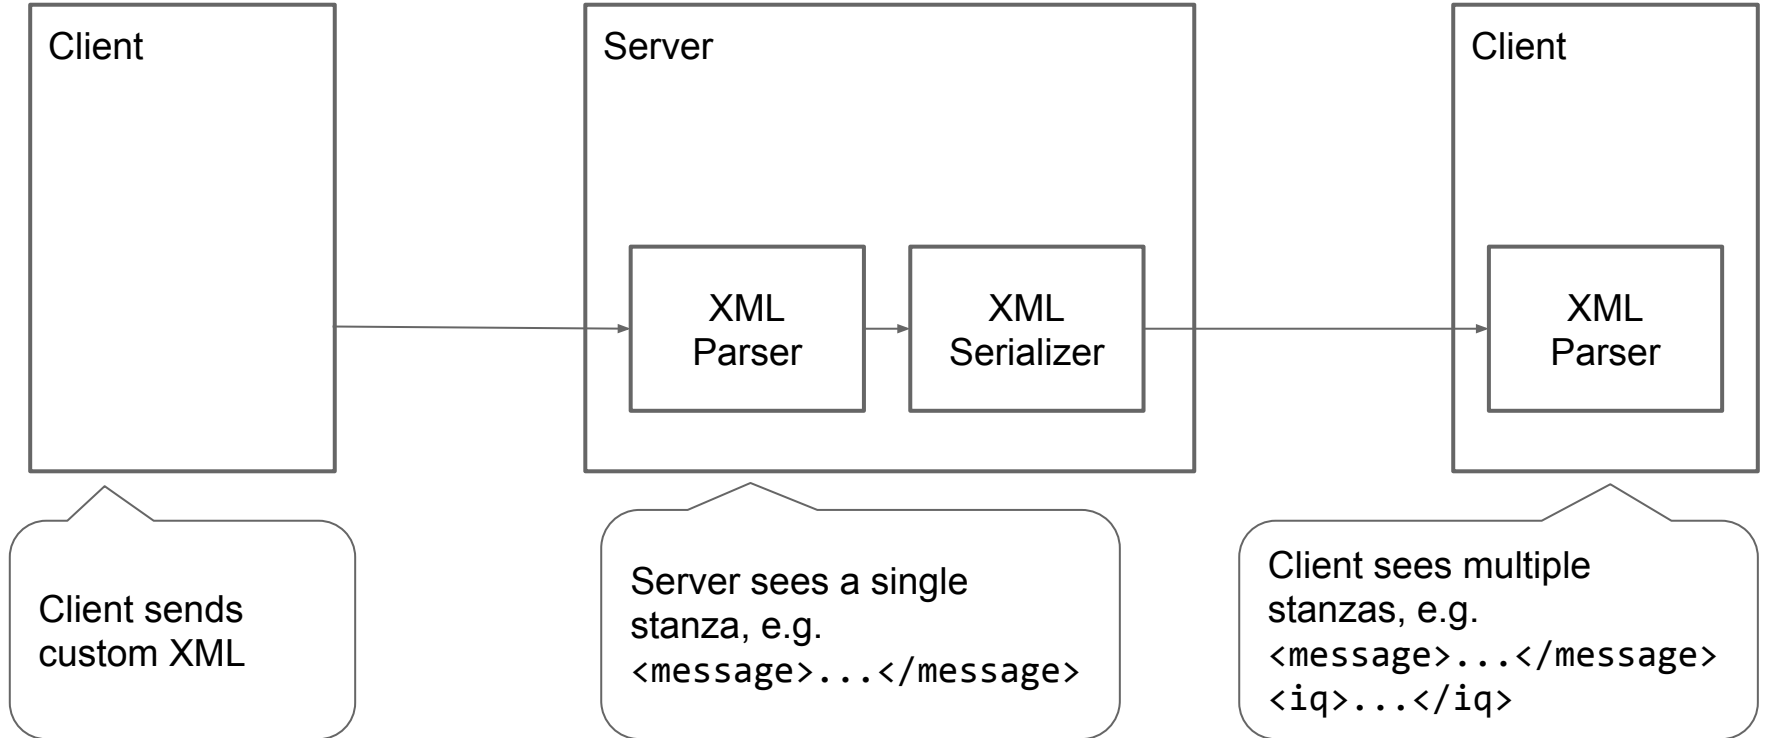 Client
Server
Client
XML
Parser
XML
Serializer
XML
Parser
Client sends
custom XML
Server sees a single
stanza, e.g.
<message>...</message>
Client sees multiple
stanzas, e.g.
<message>...</message>
<iq>...</iq>